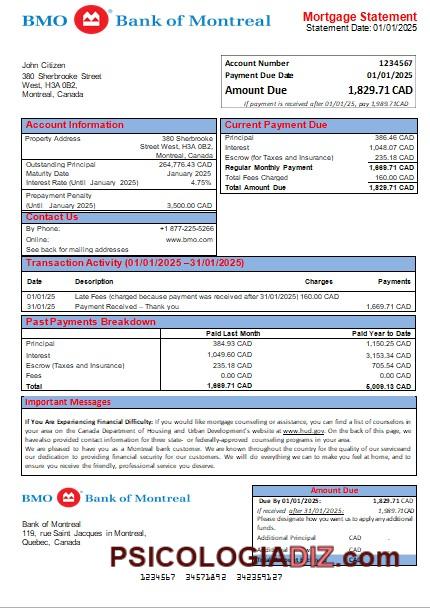 BMO Bank of Montreal
Mortgage Statement
Statement Date: 01/01/2025
John Citizen
380 Sherbrooke Street
West, H3A 0B2,
Montreal, Canada
Account Number 1234567
Payment Due Date 01/01/2025
Amount Due 1,829.71 CAD
If payment is received after 01/01/25, pay 1,989.71CAD
Account Information
Property Address 380 Sherbrooke
Street West, H3A 0B2,
Montreal, Canada
Outstanding Principal 264,776.43 CAD
Maturity Date January 2025
Interest Rate (Until January 2025) 4.75%
Prepayment Penalty
(Until January 2025) 3,500.00 CAD
Contact Us
By Phone: +1 877-225-5266
Online: www.bmo.com
See back for mailing addresses
Current Payment Due
Principal 386.46 CAD
Interest 1,048.07 CAD
Escrow (for Taxes and Insurance) 235.18 CAD
Regular Monthly Payment 1,669.71 CAD
Total Fees Charged 160.00 CAD
Total Amount Due 1,829.71 CAD
Transaction Activity (01/01/2025 –31/01/2025)
Date Description Charges Payments
01/01/25 Late Fees (charged because payment was received after 31/01/2025) 160.00 CAD
31/01/25 Payment Received – Thank you 1,669.71 CAD
Past Payments Breakdown
Paid Last Month Paid Year to Date
Principal 384.93 CAD 1,150.25 CAD
Interest 1,049.60 CAD 3,153.34 CAD
Escrow (Taxes and Insurance) 235.18 CAD 705.54 CAD
Fees 0.00 CAD 0.00 CAD
Total 1,669.71 CAD 5,009.13 CAD
Important Messages
If You Are Experiencing Financial Difficulty: If you would like mortgage counseling or assistance, you can find a list of counselors in
your area on the Canada Department of Housing and Urban Development's website at www.hud.gov. On the back of this page, we
have also provided contact information for three state- or federally-approved counseling programs in your area.
We are pleased to have you as a Montreal bank customer. We are known throughout the country for the quality of our service and
our dedication to providing financial security for our customers. We will do everything we can to make you feel at home, and to
ensure you receive the friendly, professional service you deserve.
BMO Bank of Montreal
Bank of Montreal
119, rue Saint Jacques in Montreal,
Quebec, Canada
Amount Due
Due By 01/01/2025: 1,829.71 CAD
If received after 31/01/2025: 1,989.71CAD
Please designate how you want us to apply any additional
funds.
Additional Principal CAD
Additional
CAD
PSICOLOGIADIZ.com
1234567 34571892 342359127